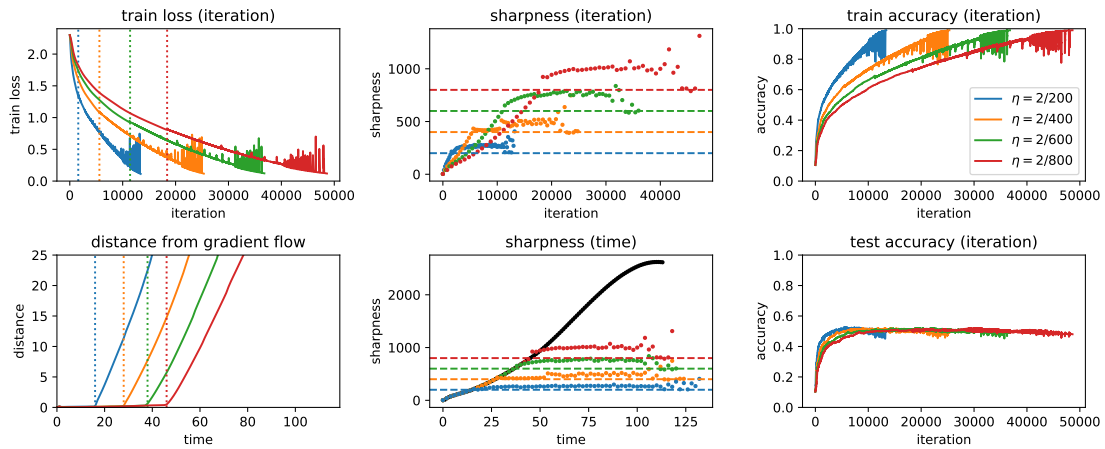 train loss (iteration)
2.0
1.5
1.0
0.5
0.0
train loss
0 10000 20000 30000 40000 50000
iteration
sharpness (iteration)
1000
500
0
sharpness
0 10000 20000 30000 40000
iteration
train accuracy (iteration)
1.0
0.8
0.6
0.4
0.2
0.0
accuracy
η = 2/200
η = 2/400
η = 2/600
η = 2/800
0 10000 20000 30000 40000 50000
iteration
distance from gradient flow
25
20
15
10
5
0
distance
0 20 40 60 80 100
time
sharpness (time)
2000
1000
0
sharpness
0 25 50 75 100 125
time
test accuracy (iteration)
1.0
0.8
0.6
0.4
0.2
0.0
accuracy
0 10000 20000 30000 40000 50000
iteration